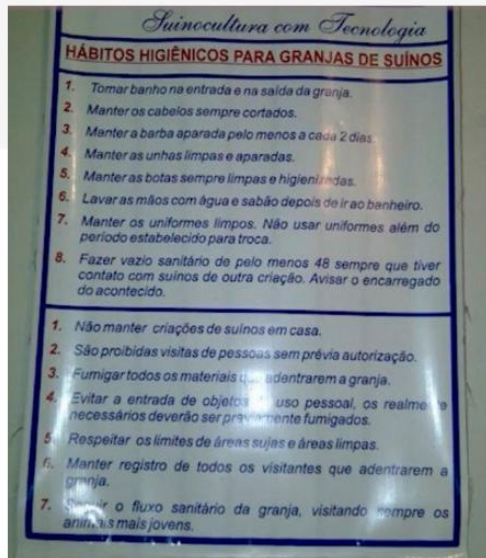 Suinocultura com Tecnologia
HÁBITOS HIGIÊNICOS PARA GRANJAS DE SUÍNOS
1. Tomar banho na entrada e na saída da granja.
2. Manter os cabelos sempre cortados.
3. Manter a barba aparada pelo menos a cada 2 dias.
4. Manter as unhas limpas e aparadas.
5. Manter as botas sempre limpas e higienizadas.
6. Lavar as mãos com água e sabão depois de ir ao banheiro.
7. Manter os uniformes limpos. Não usar uniformes além do
período estabelecido para troca.
8. Fazer vazio sanitário de pelo menos 48 sempre que tiver
contato com suínos de outra criação. Avisar o encarregado
do acontecido.
1. Não manter criações de suínos em casa.
2. São proibidas visitas de pessoas sem prévia autorização.
3. Fumigar todos os materiais que adentrarem a granja.
4. Evitar a entrada de objetos uso pessoal, os realmente
necessários deverão ser previamente fumigados.
5. Respeitar os limites de áreas sujas e áreas limpas.
6. Manter registro de todos os visitantes que adentrarem a
granja.
7. o fluxo sanitário da granja, visitando sempre os
animais mais jovens.